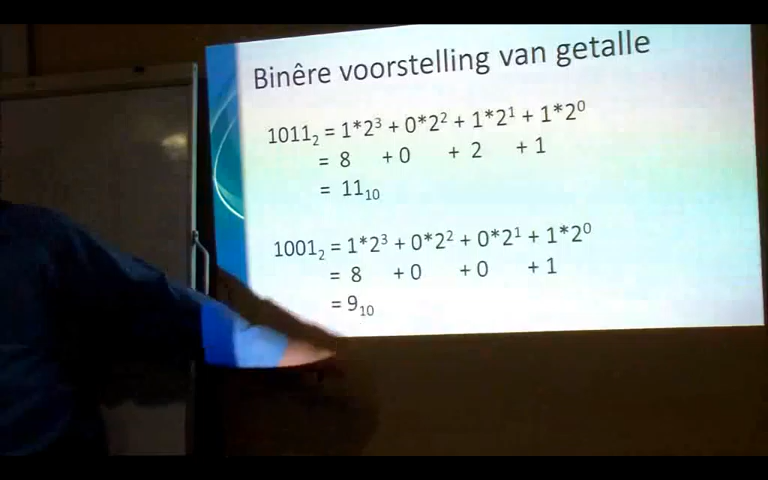 Binêre voorstelling van getalle
1011₂ = 1*2³ + 0*2² + 1*2¹ + 1*2⁰
= 8 +0 + 2 +1
= 11₁₀
1001₂ = 1*2³ + 0*2² + 0*2¹ + 1*2⁰
= 8 +0 +0 +1
= 9₁₀